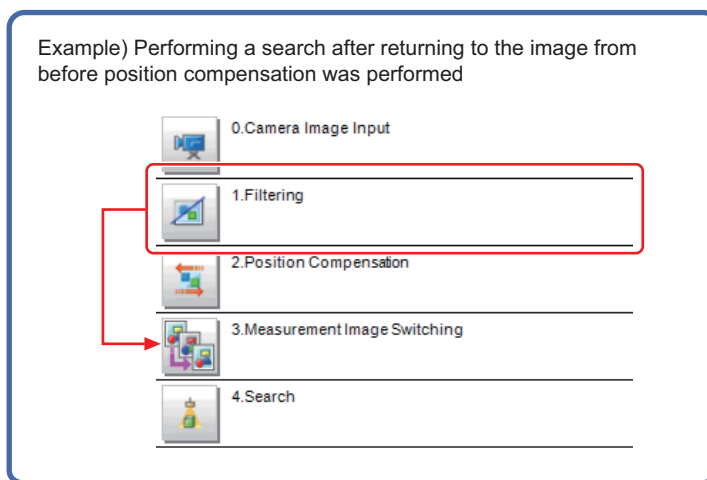 Example) Performing a search after returning to the image from
before position compensation was performed
0.Camera Image Input
1.Filtering
2.Position Compensation
3.Measurement Image Switching
4.Search